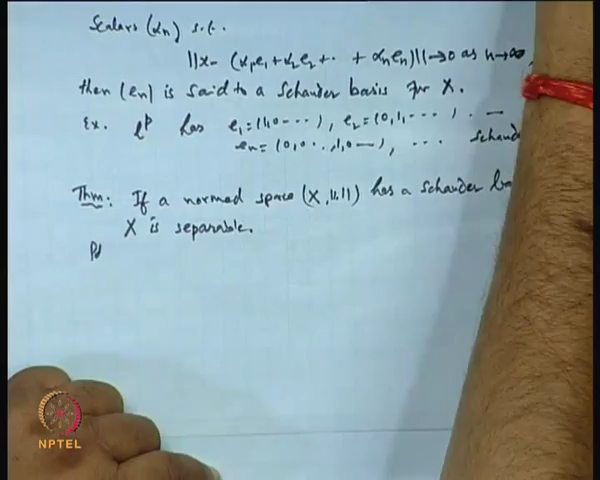 Scalars (αn) s.t.
||x - (α1e1 + α2e2 + ·· + αnen)|| → 0 as n → ∞,
then (en) is said to a Schauder basis for X.
Ex. l^p has e1 = (1,0 - - -), e2 = (0,1, - - - ) . —
en = (0,0··,1,0—), ··· Schaud
Thm: If a normed space (X, ||.||) has a Schauder ba
X is separable.
Pf
NPTEL